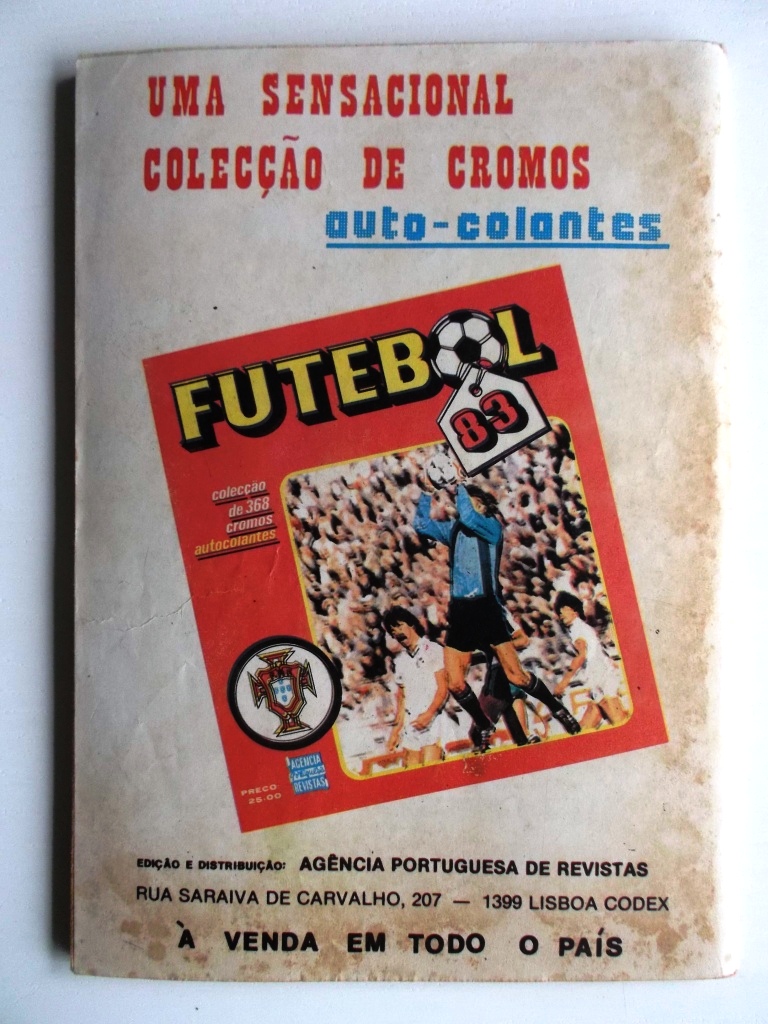 UMA SENSACIONAL
COLECÇÃO DE CROMOS
auto-colantes
FUTEBOL
83
colecção
de 368
cromos
autocolantes
PREÇO
25.00
AGENCIA
REVISTAS
EDIÇÃO E DISTRIBUIÇÃO: AGÊNCIA PORTUGUESA DE REVISTAS
RUA SARAIVA DE CARVALHO, 207 — 1399 LISBOA CODEX
À VENDA EM TODO O PAÍS